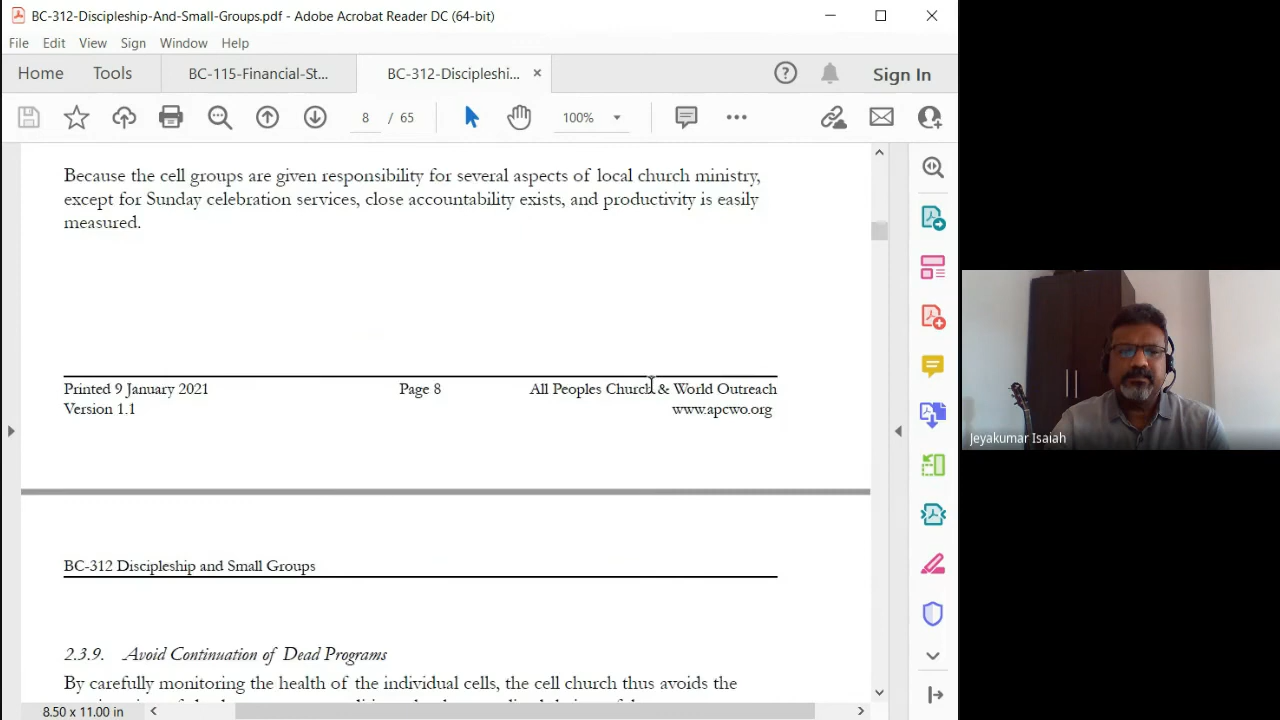 BC-312-Discipleship-And-Small-Groups.pdf - Adobe Acrobat Reader DC (64-bit)
File Edit View Sign Window Help
Home Tools BC-115-Financial-St... BC-312-Discipleshi... Sign In
8 / 65 100%
Because the cell groups are given responsibility for several aspects of local church ministry,
except for Sunday celebration services, close accountability exists, and productivity is easily
measured.
Printed 9 January 2021 Page 8 All Peoples Church & World Outreach
Version 1.1 www.apcwo.org
BC-312 Discipleship and Small Groups
2.3.9. Avoid Continuation of Dead Programs
By carefully monitoring the health of the individual cells, the cell church thus avoids the
8.50 x 11.00 in
Jeyakumar Isaiah